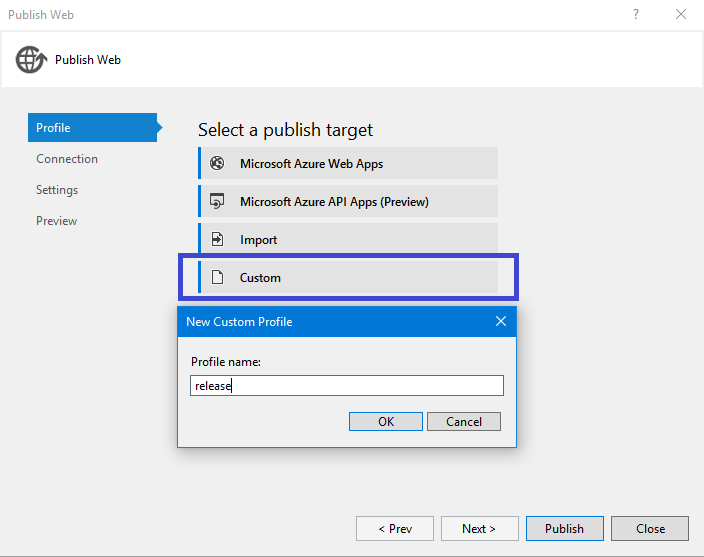 Publish Web
?
Publish Web
Profile
Connection
Settings
Preview
Select a publish target
Microsoft Azure Web Apps
Microsoft Azure API Apps (Preview)
Import
Custom
New Custom Profile
Profile name:
release
OK
Cancel
< Prev
Next >
Publish
Close